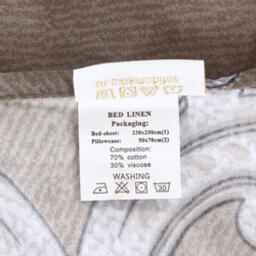 BED LINEN
Packaging:
Bed-sheet: 230x250cm(1)
Pillowcase: 50x70cm(2)
Composition:
70% cotton
30% viscose
WASHING
30